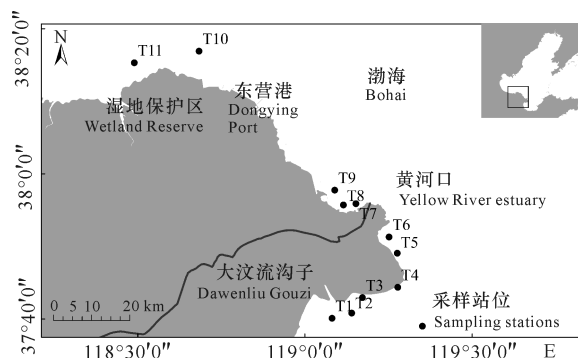 38°20′0″
N
T11
T10
渤海
Bohai
东营港
Dongying
Port
湿地保护区
Wetland Reserve
38°0′0″
T9
T8
T7
黄河口
Yellow River estuary
T6
T5
大汶流沟子
Dawenliu Gouzi
T4
T3
T2
T1
0 5 10 20 km
采样站位
Sampling stations
37°40′0″
118°30′0″
119°0′0″
119°30′0″ E